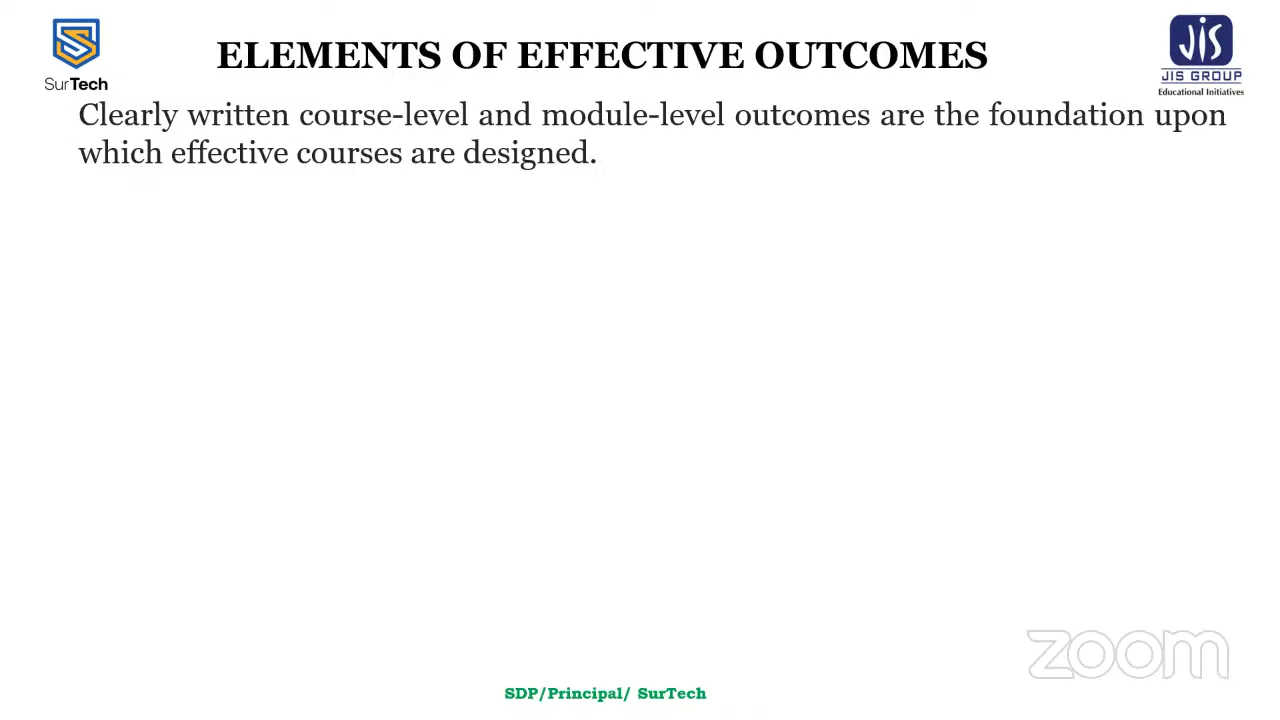 SurTech
ELEMENTS OF EFFECTIVE OUTCOMES
JIS
JIS GROUP
Educational Initiatives
Clearly written course-level and module-level outcomes are the foundation upon
which effective courses are designed.
zoom
SDP/Principal/ SurTech